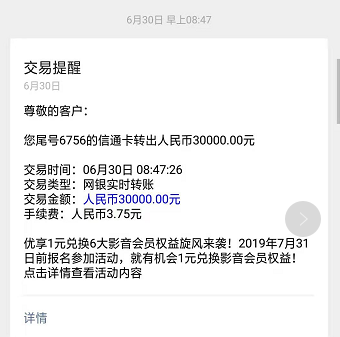 6月30日 早上08:47
交易提醒
6月30日
尊敬的客户：
您尾号6756的信通卡转出人民币30000.00元
交易时间：06月30日 08:47:26
交易类型：网银实时转账
交易金额：人民币30000.00元
手续费：人民币3.75元
优享1元兑换6大影音会员权益旋风来袭！2019年7月31
日前报名参加活动，就有机会1元兑换影音会员权益！
点击详情查看活动内容
详情